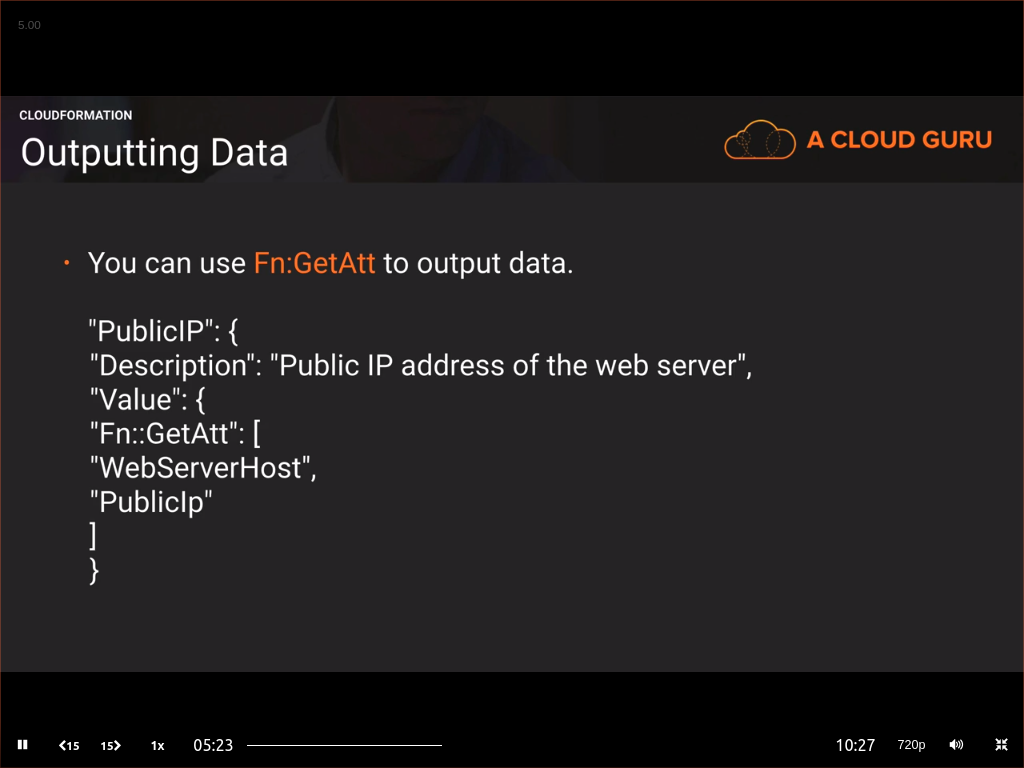 5.00
CLOUDFORMATION
Outputting Data
A CLOUD GURU
• You can use Fn:GetAtt to output data.
"PublicIP": {
"Description": "Public IP address of the web server",
"Value": {
"Fn::GetAtt": [
"WebServerHost",
"PublicIp"
]
}
15 15 1x 05:23 10:27 720p